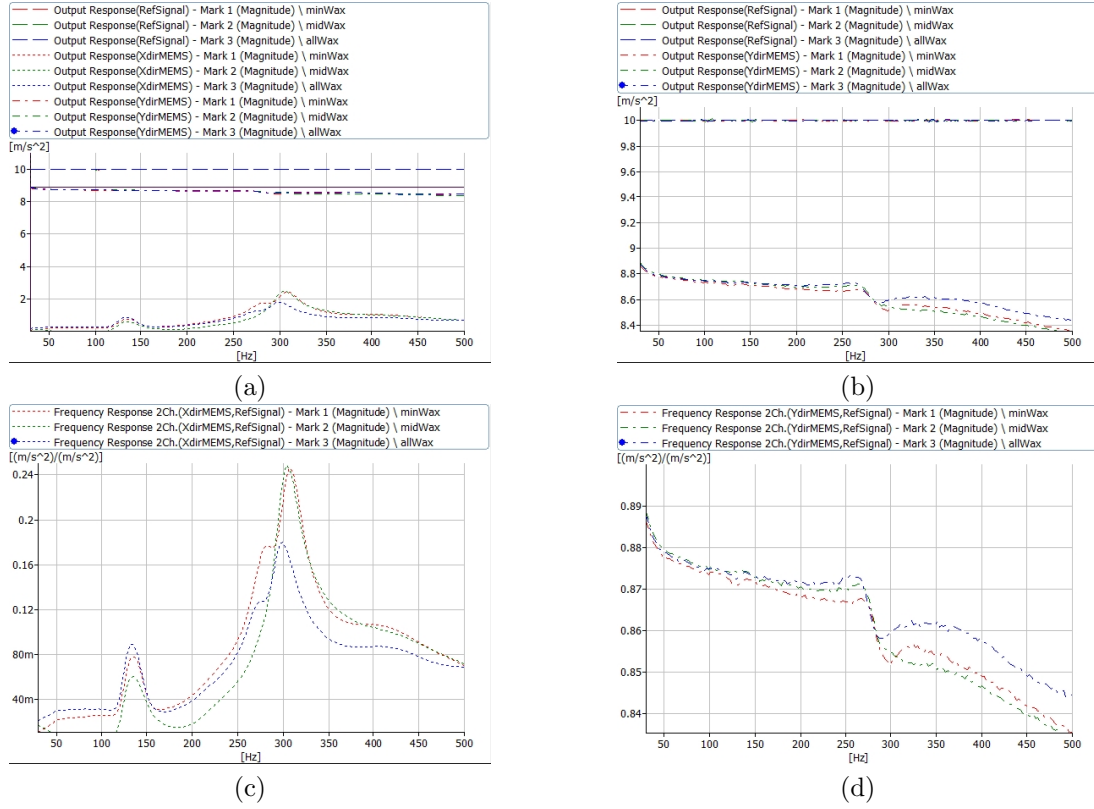 Output Response(RefSignal) - Mark 1 (Magnitude) \ minWax
Output Response(RefSignal) - Mark 2 (Magnitude) \ midWax
Output Response(RefSignal) - Mark 3 (Magnitude) \ allWax
Output Response(XdirMEMS) - Mark 1 (Magnitude) \ minWax
Output Response(XdirMEMS) - Mark 2 (Magnitude) \ midWax
Output Response(XdirMEMS) - Mark 3 (Magnitude) \ allWax
Output Response(YdirMEMS) - Mark 1 (Magnitude) \ minWax
Output Response(YdirMEMS) - Mark 2 (Magnitude) \ midWax
Output Response(YdirMEMS) - Mark 3 (Magnitude) \ allWax
[m/s^2]
10
8
6
4
2
50 100 150 200 250 300 350 400 450 500
[Hz]
(a)
Output Response(RefSignal) - Mark 1 (Magnitude) \ minWax
Output Response(RefSignal) - Mark 2 (Magnitude) \ midWax
Output Response(RefSignal) - Mark 3 (Magnitude) \ allWax
Output Response(YdirMEMS) - Mark 1 (Magnitude) \ minWax
Output Response(YdirMEMS) - Mark 2 (Magnitude) \ midWax
Output Response(YdirMEMS) - Mark 3 (Magnitude) \ allWax
[m/s^2]
10
9.8
9.6
9.4
9.2
9
8.8
8.6
8.4
50 100 150 200 250 300 350 400 450 500
[Hz]
(b)
Frequency Response 2Ch.(XdirMEMS,RefSignal) - Mark 1 (Magnitude) \ minWax
Frequency Response 2Ch.(XdirMEMS,RefSignal) - Mark 2 (Magnitude) \ midWax
Frequency Response 2Ch.(XdirMEMS,RefSignal) - Mark 3 (Magnitude) \ allWax
[(m/s^2)/(m/s^2)]
0.24
0.2
0.16
0.12
80m
40m
50 100 150 200 250 300 350 400 450 500
[Hz]
(c)
Frequency Response 2Ch.(YdirMEMS,RefSignal) - Mark 1 (Magnitude) \ minWax
Frequency Response 2Ch.(YdirMEMS,RefSignal) - Mark 2 (Magnitude) \ midWax
Frequency Response 2Ch.(YdirMEMS,RefSignal) - Mark 3 (Magnitude) \ allWax
[(m/s^2)/(m/s^2)]
0.89
0.88
0.87
0.86
0.85
0.84
50 100 150 200 250 300 350 400 450 500
[Hz]
(d)